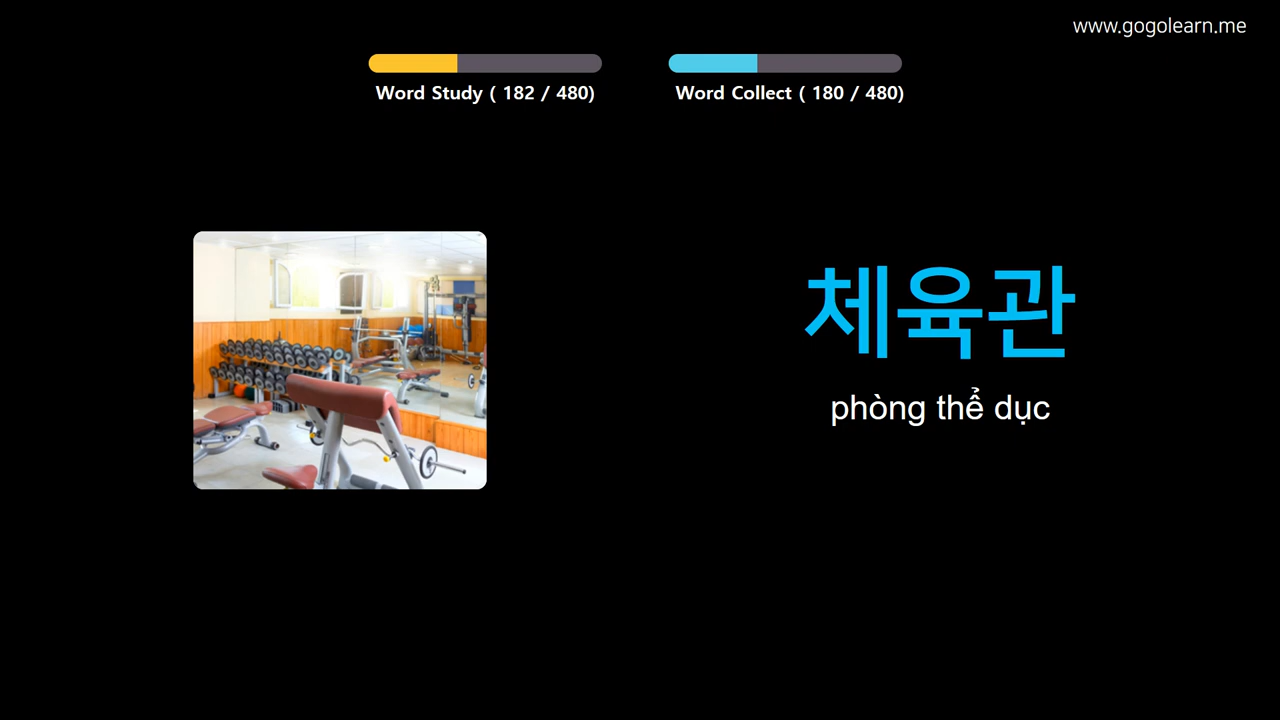 www.gogolearn.me
Word Study ( 182 / 480)
Word Collect ( 180 / 480)
체육관
phòng thể dục